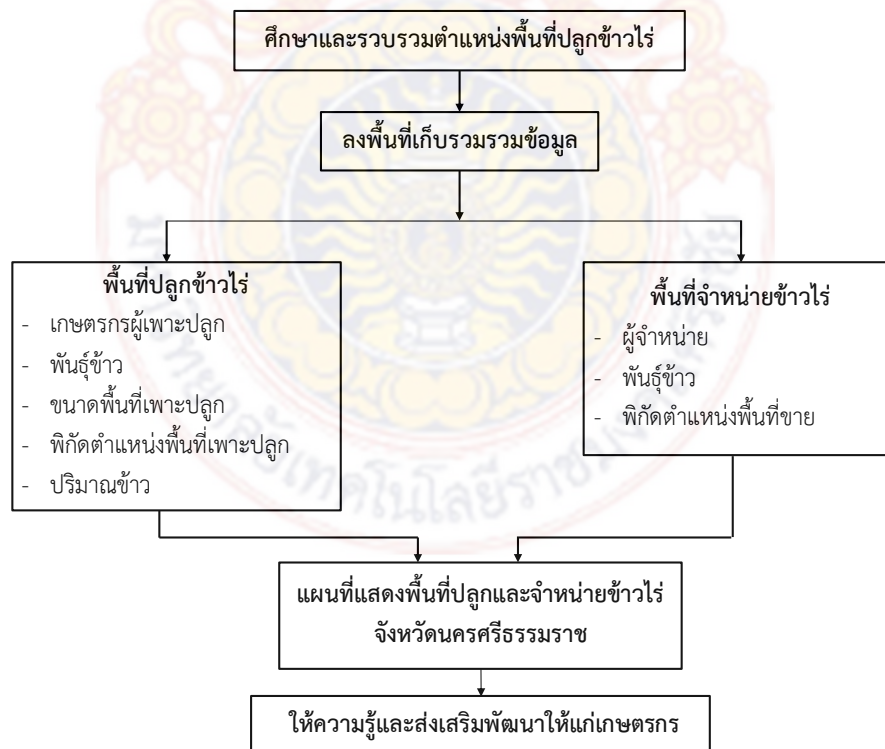 ศึกษาและรวบรวมตำแหน่งพื้นที่ปลูกข้าวไร่
ลงพื้นที่เก็บรวมรวมข้อมูล
พื้นที่ปลูกข้าวไร่
- เกษตรกรผู้เพาะปลูก
- พันธุ์ข้าว
- ขนาดพื้นที่เพาะปลูก
- พิกัดตำแหน่งพื้นที่เพาะปลูก
- ปริมาณข้าว
พื้นที่จำหน่ายข้าวไร่
- ผู้จำหน่าย
- พันธุ์ข้าว
- พิกัดตำแหน่งพื้นที่ขาย
แผนที่แสดงพื้นที่ปลูกและจำหน่ายข้าวไร่
จังหวัดนครศรีธรรมราช
ให้ความรู้และส่งเสริมพัฒนาให้แก่เกษตรกร